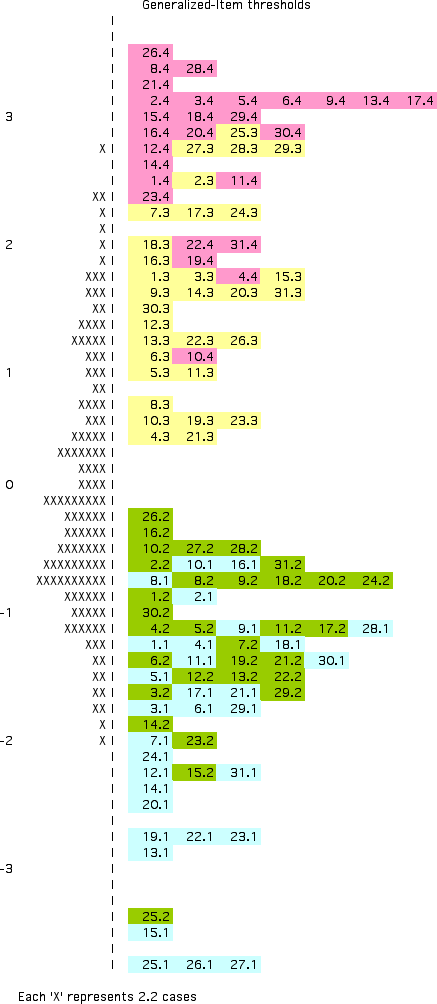 Generalized-Item thresholds
|
|
| 26.4
| 8.4 28.4
| 21.4
| 2.4 3.4 5.4 6.4 9.4 13.4 17.4
3 | 15.4 18.4 29.4
| 16.4 20.4 25.3 30.4
X | 12.4 27.3 28.3 29.3
| 14.4
| 1.4 2.3 11.4
XX | 23.4
X | 7.3 17.3 24.3
X |
2 X | 18.3 22.4 31.4
X | 16.3 19.4
XXX | 1.3 3.3 4.4 15.3
XXX | 9.3 14.3 20.3 31.3
XX | 30.3
XXXX | 12.3
XXXXX | 13.3 22.3 26.3
XXX | 6.3 10.4
1 XXX | 5.3 11.3
XX |
XXXX | 8.3
XXX | 10.3 19.3 23.3
XXXXX | 4.3 21.3
XXXXXXX |
XXXX |
0 XXXX |
XXXXXXXXX |
XXXXXX | 26.2
XXXXXX | 16.2
XXXXXXX | 10.2 27.2 28.2
XXXXXXXXX | 2.2 10.1 16.1 31.2
XXXXXXXXXX | 8.1 8.2 9.2 18.2 20.2 24.2
XXXXXX | 1.2 2.1
-1 XXXXX | 30.2
XXXXXX | 4.2 5.2 9.1 11.2 17.2 28.1
XXX | 1.1 4.1 7.2 18.1
XX | 6.2 11.1 19.2 21.2 30.1
XX | 5.1 12.2 13.2 22.2
XX | 3.2 17.1 21.1 29.2
XX | 3.1 6.1 29.1
X | 14.2
-2 X | 7.1 23.2
| 24.1
| 12.1 15.2 31.1
| 14.1
| 20.1
|
| 19.1 22.1 23.1
| 13.1
-3 |
|
|
| 25.2
| 15.1
|
| 25.1 26.1 27.1
Each 'X' represents 2.2 cases